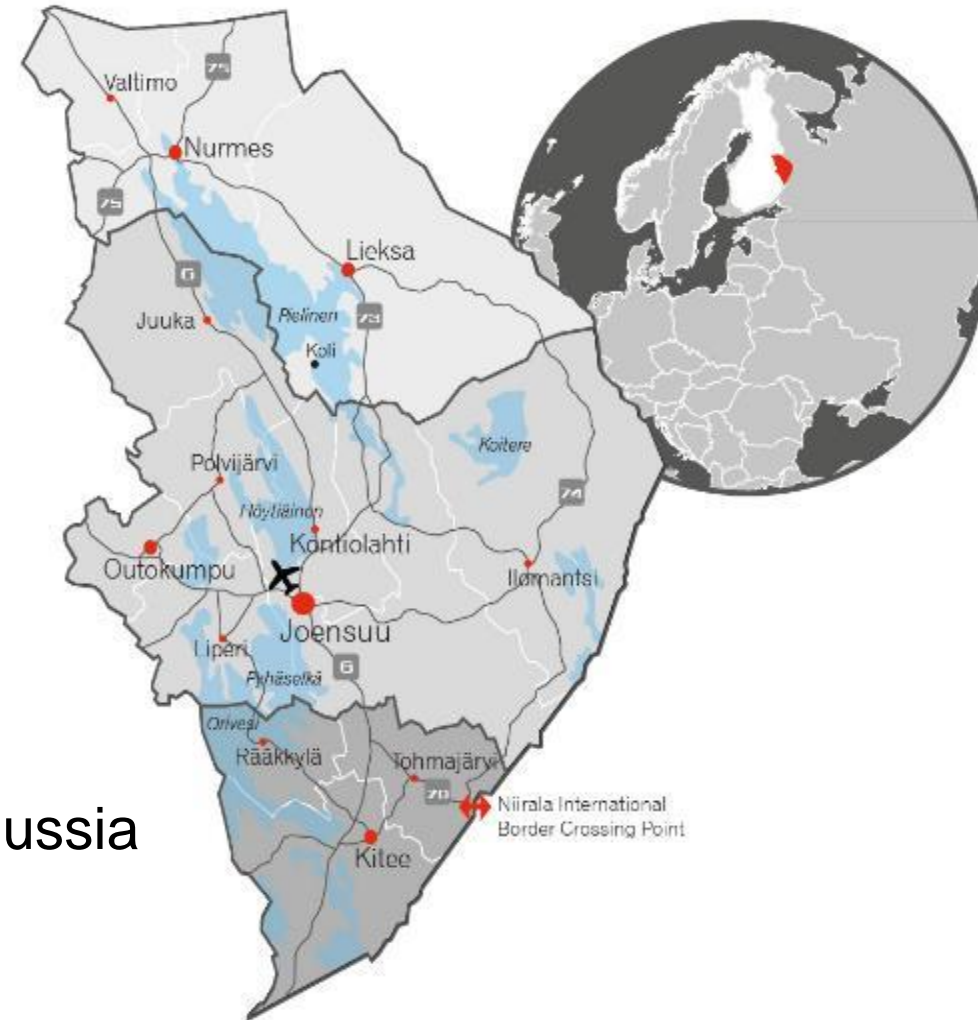 75
Valtimo
Nurmes
75
Lieksa
6
Pielinen
73
Juuka
Koli
Koitere
Polvijärvi
74
Höytiäinen
Kontiolahti
Outokumpu
Ilomantsi
Joensuu
Liperi
6
Pyhäselkä
Orivesi
Rääkkylä
Tohmajärvi
70
Niirala International
Border Crossing Point
ussia
Kitee